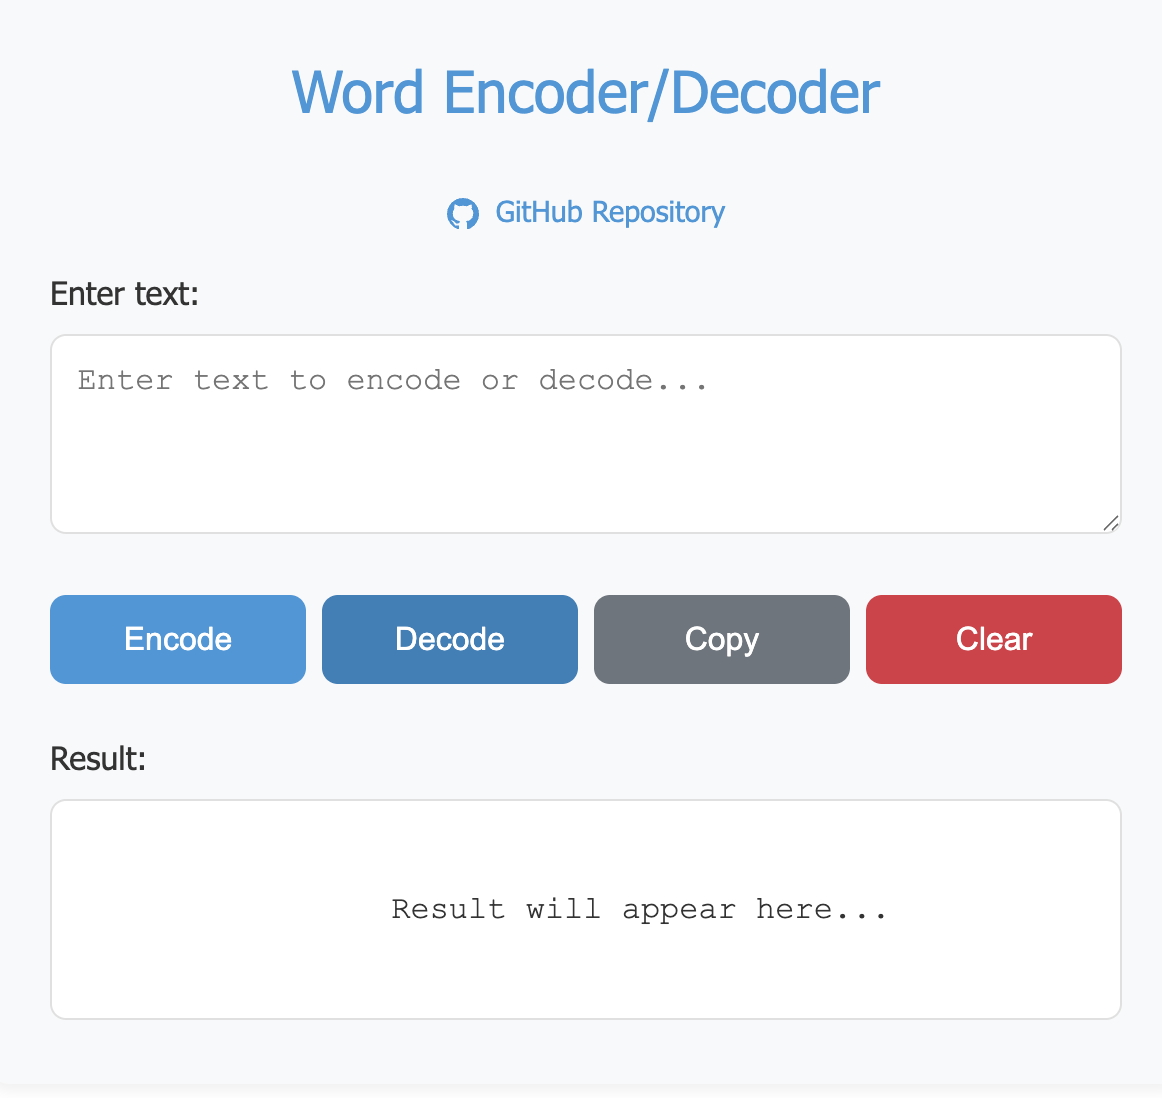 Word Encoder/Decoder
GitHub Repository
Enter text:
Enter text to encode or decode...
Encode Decode Copy Clear
Result:
Result will appear here...